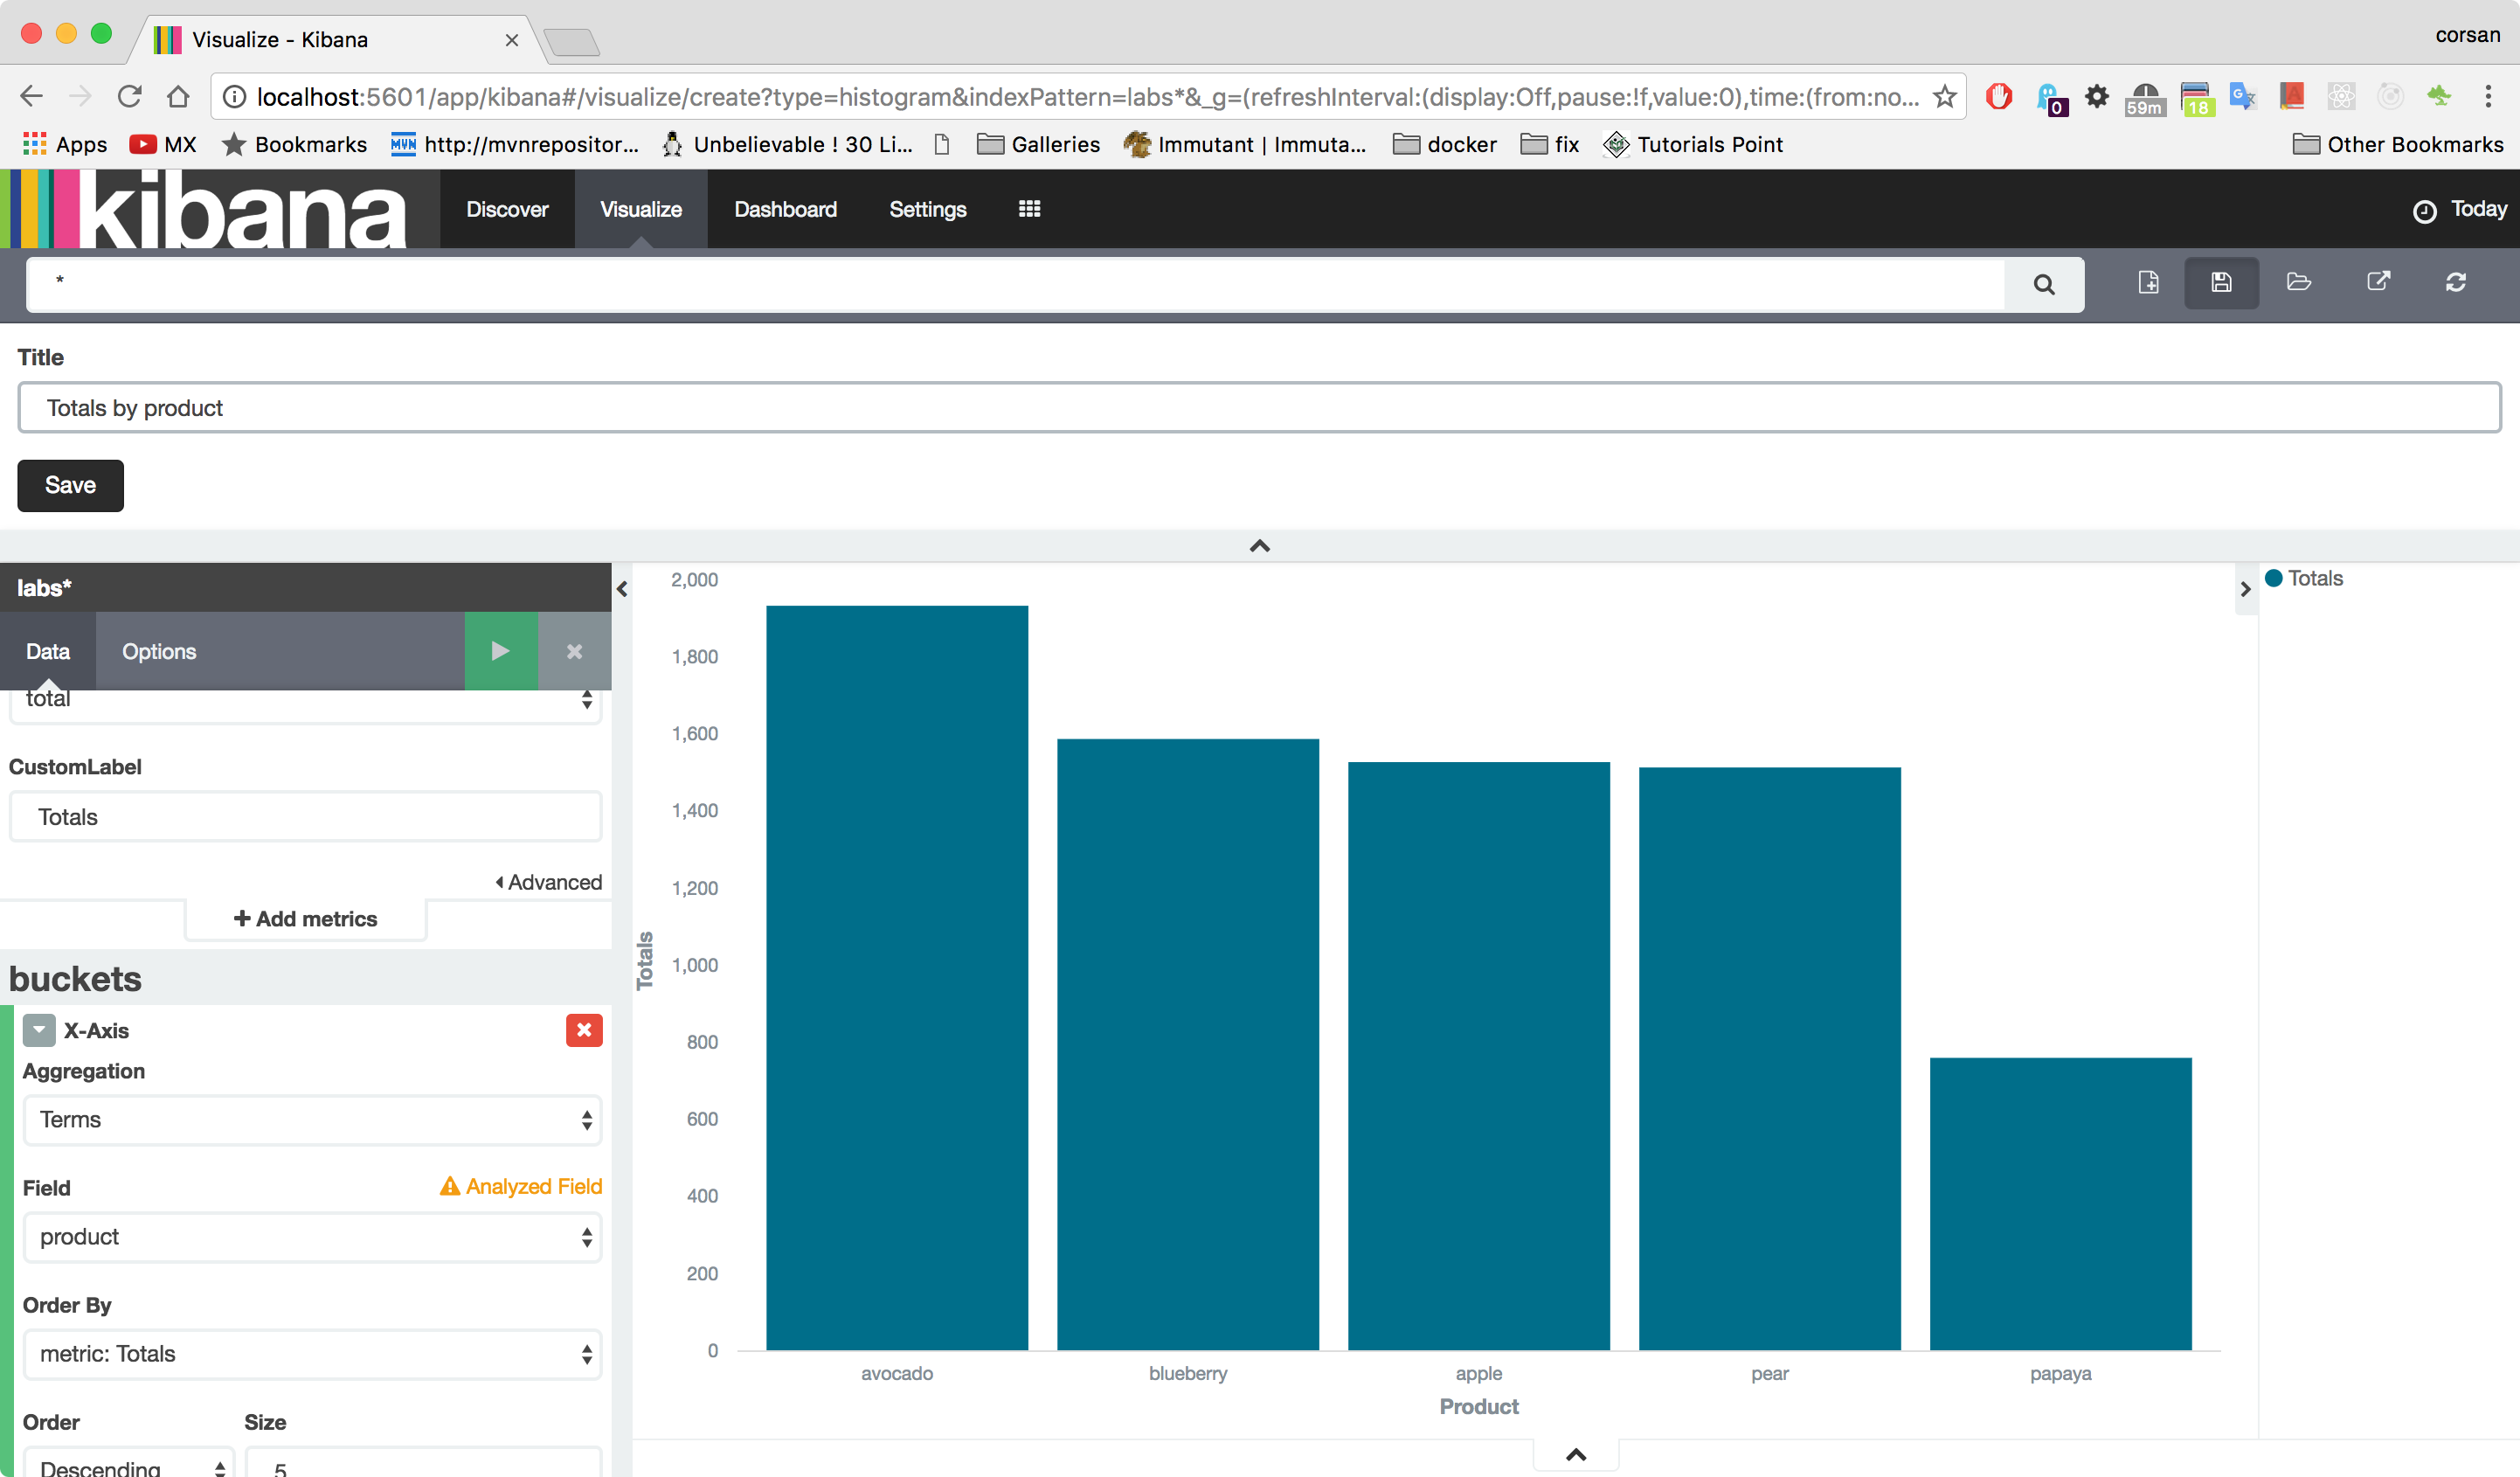 Visualize - Kibana
corsan
localhost:5601/app/kibana#/visualize/create?type=histogram&indexPattern=labs*&_g=(refreshInterval:(display:Off,pause:!f,value:0),time:(from:no...
0
59m
18
Apps
MX
Bookmarks
MVN http://mvnrepositor...
Unbelievable ! 30 Li...
Galleries
Immutant | Immuta...
docker
fix
Tutorials Point
Other Bookmarks
kibana
Discover
Visualize
Dashboard
Settings
Today
*
Title
Totals by product
Save
labs*
Data
Options
total
CustomLabel
Totals
Advanced
Add metrics
buckets
X-Axis
Aggregation
Terms
Field
Analyzed Field
product
Order By
metric: Totals
Order
Size
Descending
5
Totals
2,000
1,800
1,600
1,400
1,200
1,000
800
600
400
200
0
avocado
blueberry
apple
pear
papaya
Product
Totals